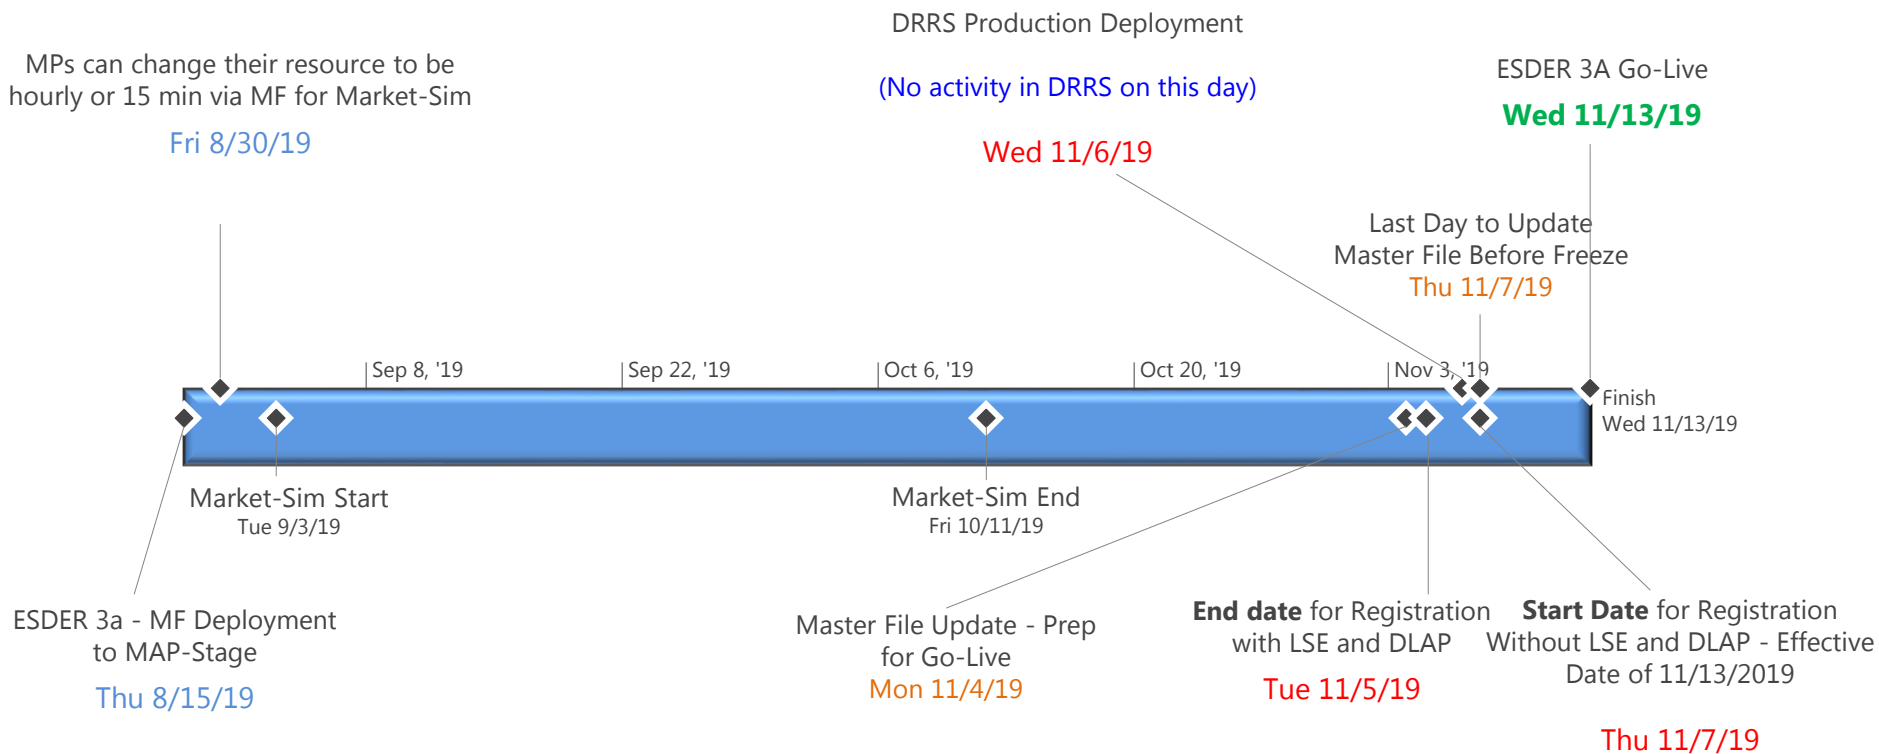 DRRS Production Deployment
(No activity in DRRS on this day)
Wed 11/6/19
MPs can change their resource to be
hourly or 15 min via MF for Market-Sim
Fri 8/30/19
ESDER 3A Go-Live
Wed 11/13/19
Last Day to Update
Master File Before Freeze
Thu 11/7/19
Sep 8, '19
Sep 22, '19
Oct 6, '19
Oct 20, '19
Nov 3, '19
Finish
Wed 11/13/19
Market-Sim Start
Tue 9/3/19
Market-Sim End
Fri 10/11/19
ESDER 3a - MF Deployment
to MAP-Stage
Thu 8/15/19
Master File Update - Prep
for Go-Live
Mon 11/4/19
End date for Registration
with LSE and DLAP
Tue 11/5/19
Start Date for Registration
Without LSE and DLAP - Effective
Date of 11/13/2019
Thu 11/7/19